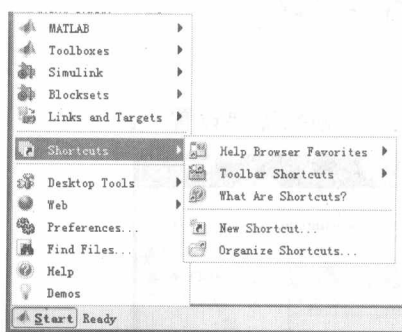 MATLAB
Toolboxes
Simulink
Blocksets
Links and Targets
Shortcuts
Desktop Tools
Web
Preferences...
Find Files...
Help
Demos
Start Ready
Help Browser Favorites
Toolbar Shortcuts
What Are Shortcuts?
New Shortcut...
Organize Shortcuts...